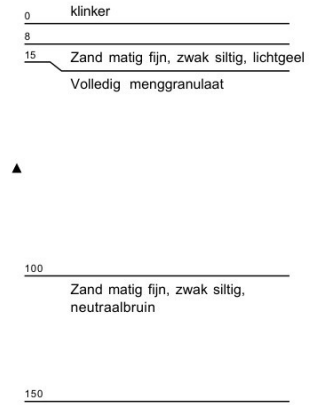 klinker
0
8
15
Zand matig fijn, zwak siltig, lichtgeel
Volledig menggranulaat
100
Zand matig fijn, zwak siltig,
neutraalbruin
150